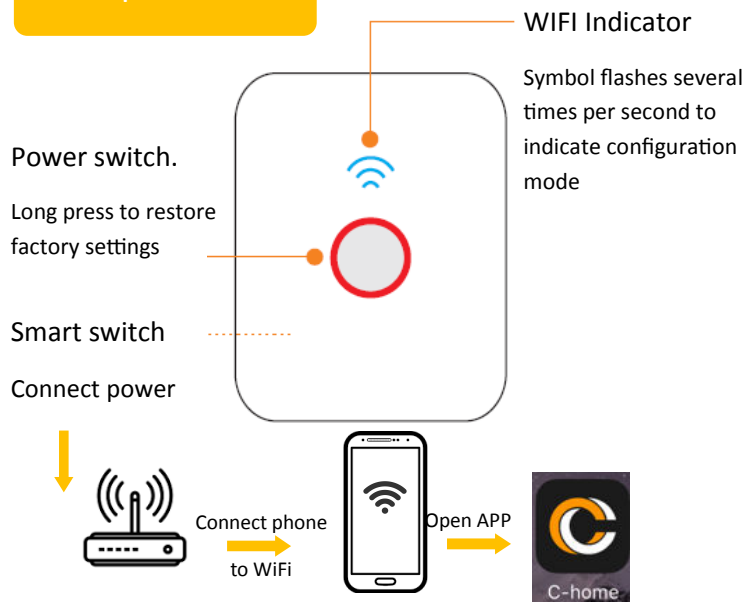 WIFI Indicator
Symbol flashes several
times per second to
indicate configuration
mode
Power switch.
Long press to restore
factory settings
Smart switch
Connect power
Connect phone
to WiFi
Open APP
C-home